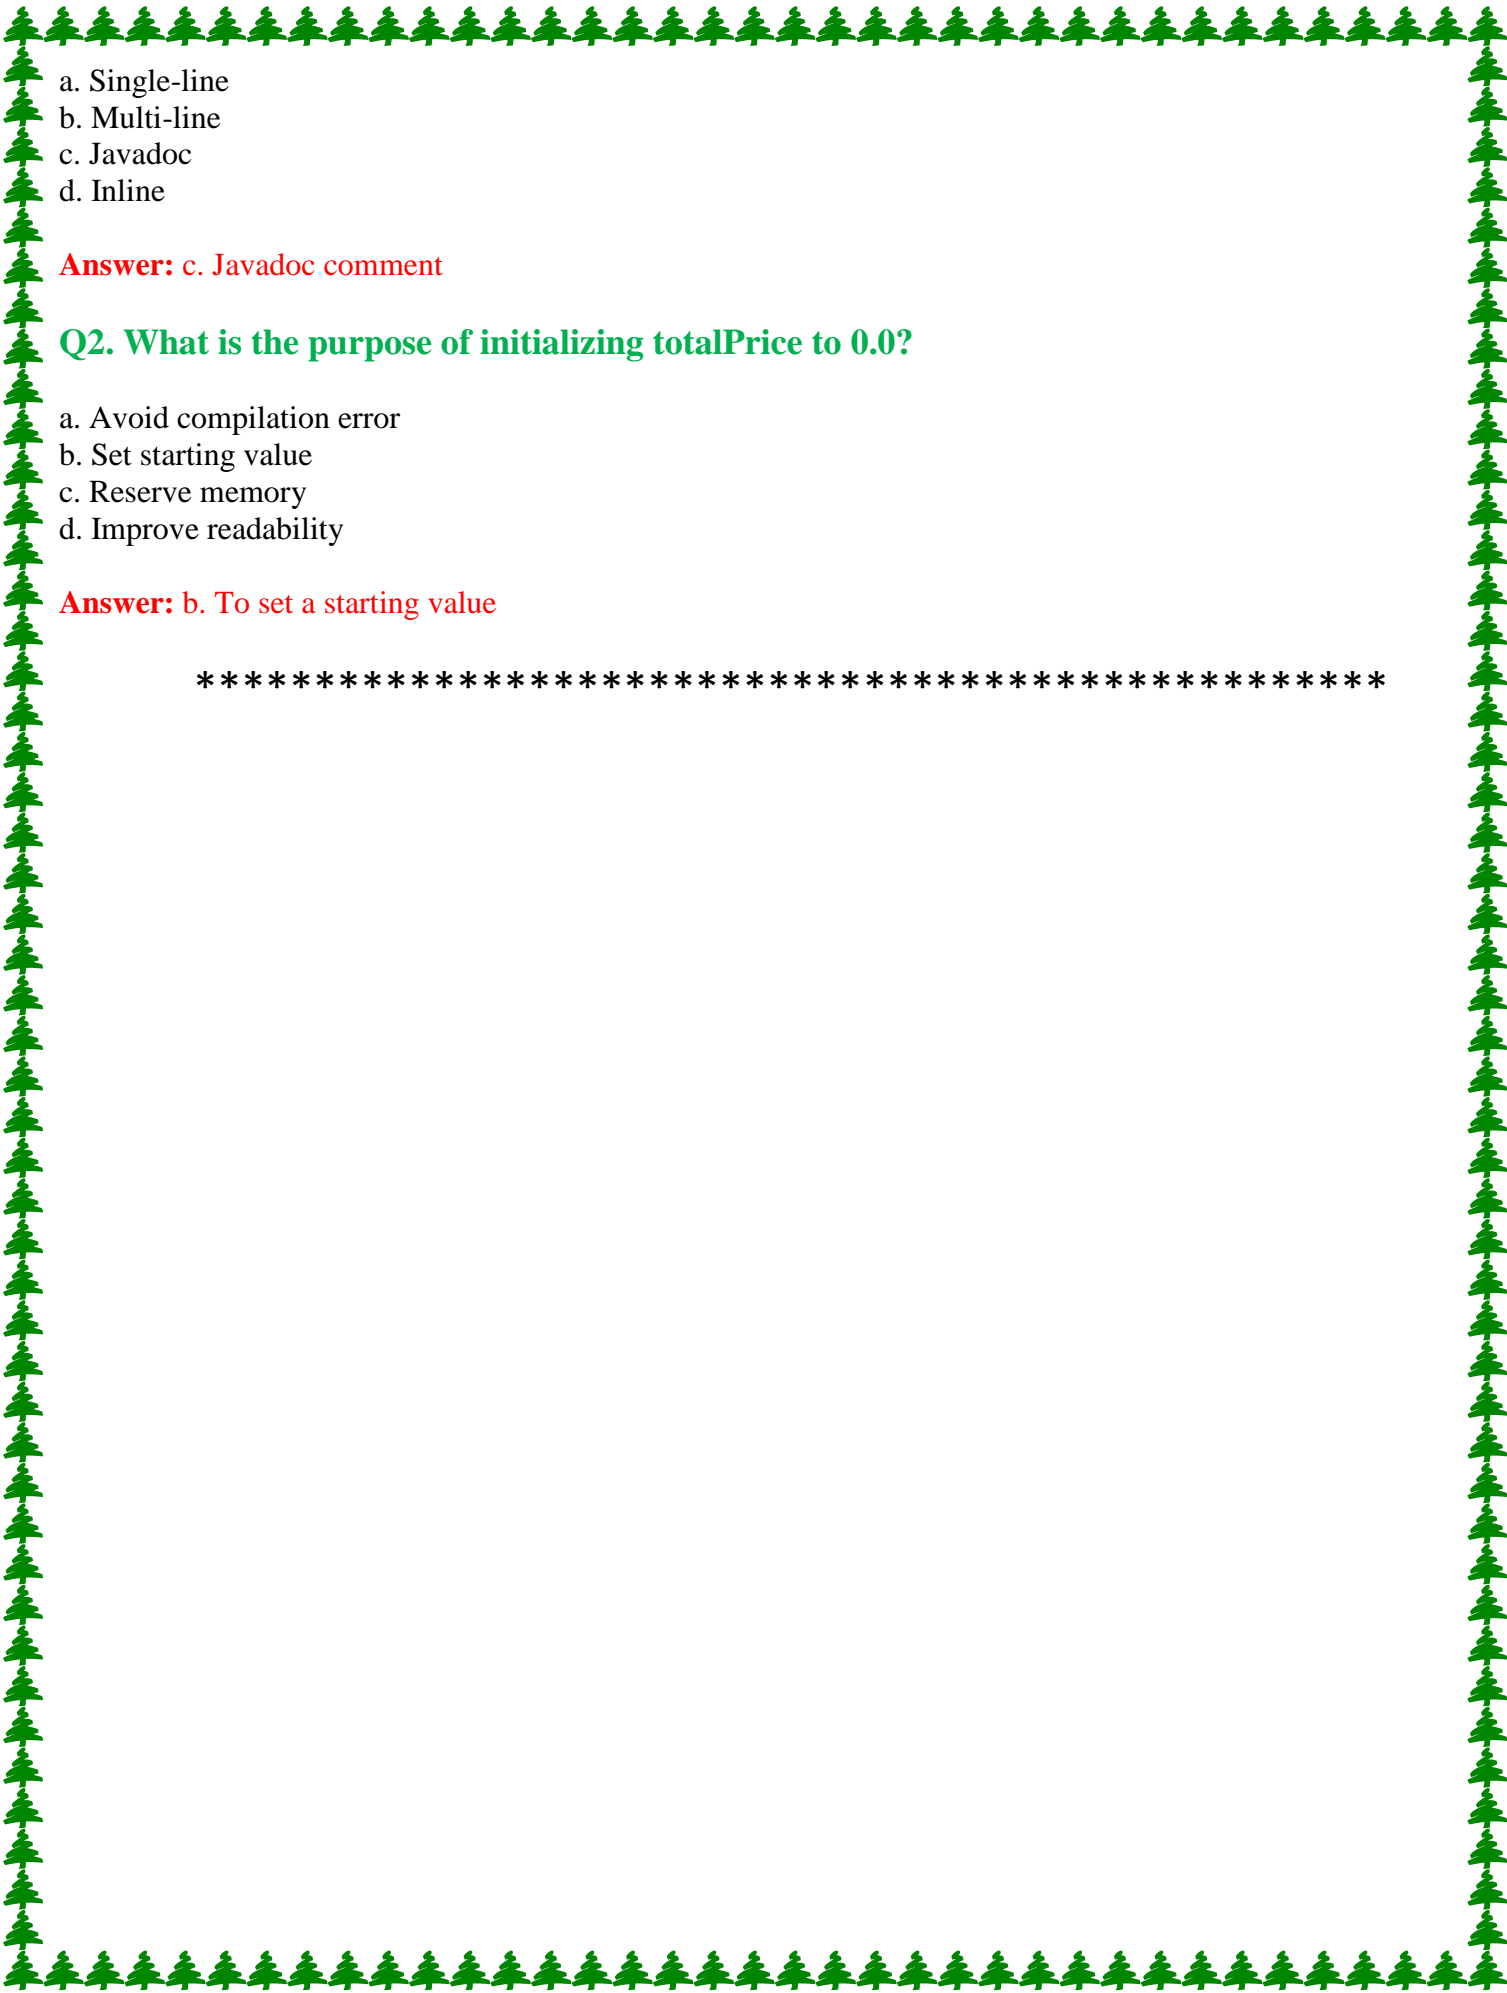 a. Single-line
b. Multi-line
c. Javadoc
d. Inline
Answer: c. Javadoc comment
Q2. What is the purpose of initializing totalPrice to 0.0?
a. Avoid compilation error
b. Set starting value
c. Reserve memory
d. Improve readability
Answer: b. To set a starting value
**************************************************